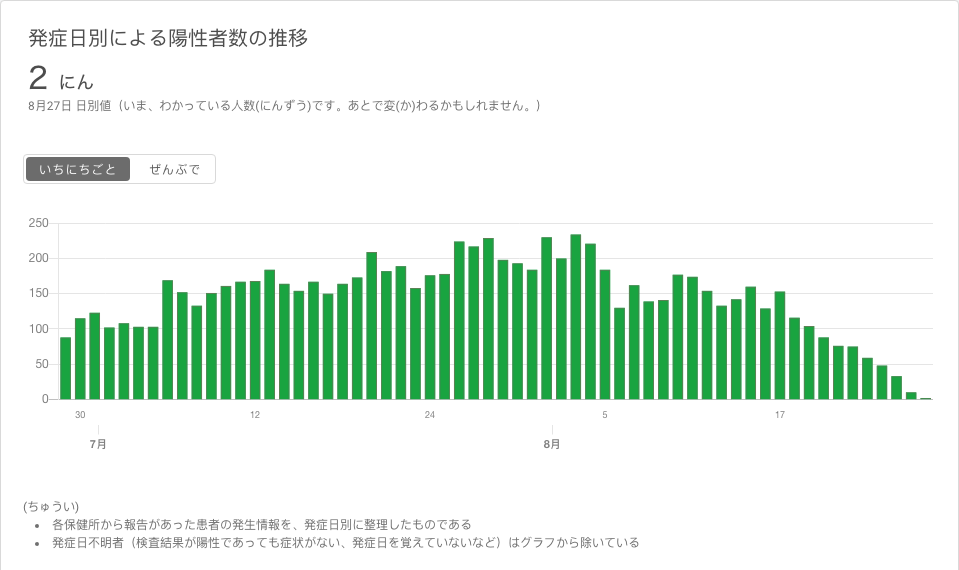 発症日別による陽性者数の推移
2 にん
8月27日 日別値（いま、わかっている人数(にんずう)です。あとで変(か)わるかもしれません。）
いちにちごと ぜんぶで
250
200
150
100
50
0
30 12 24 5 17
7月 8月
(ちゅうい)
• 各保健所から報告があった患者の発生情報を、発症日別に整理したものである
• 発症日不明者（検査結果が陽性であっても症状がない、発症日を覚えていないなど）はグラフから除いている